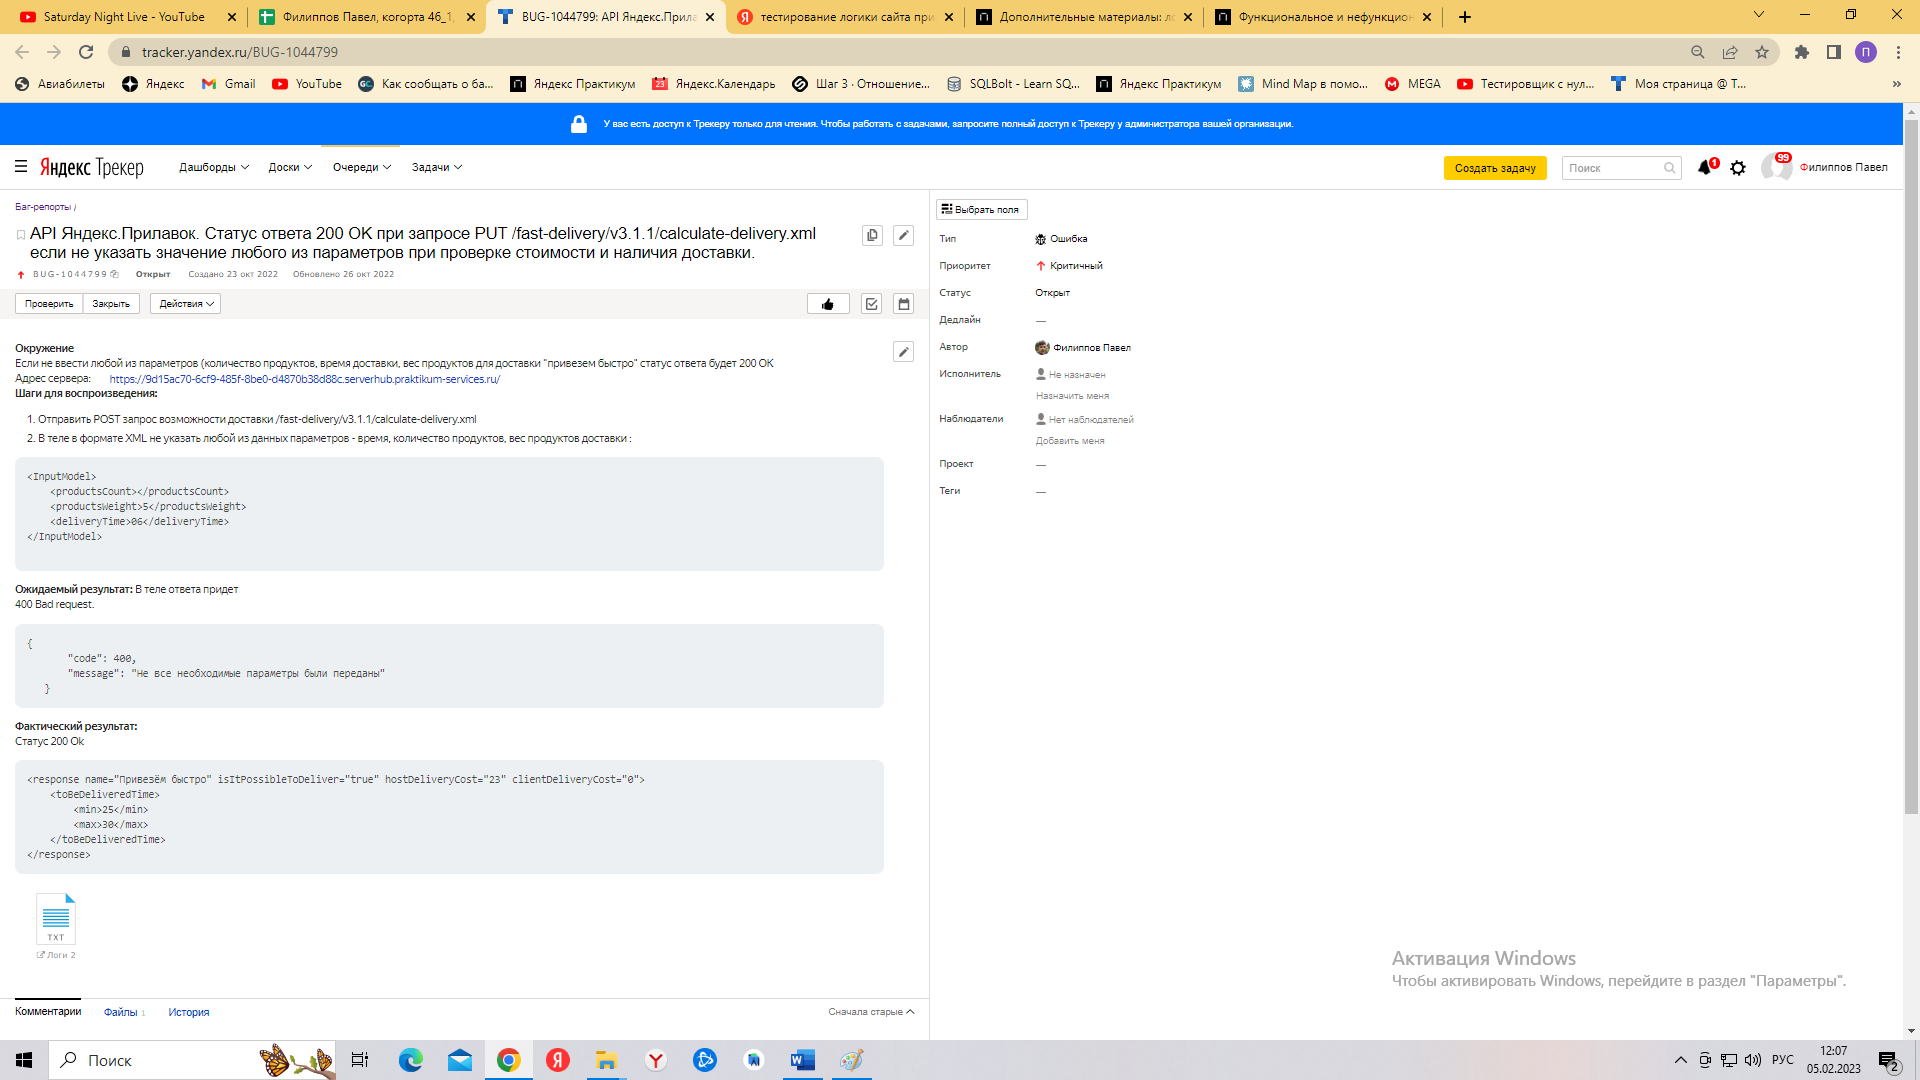 Saturday Night Live - YouTube
Филиппов Павел, когорта 46_1,
BUG-1044799: API Яндекс.Прила
тестирование логики сайта при
Дополнительные материалы: ло
Функциональное и нефункцион
tracker.yandex.ru/BUG-1044799
П
Авиабилеты
Яндекс
Gmail
YouTube
Как сообщать о ба...
Яндекс Практикум
Яндекс.Календарь
Шаг 3 · Отношение...
SQLBolt - Learn SQ...
Яндекс Практикум
Mind Map в помо...
MEGA
Тестировщик с нул...
Моя страница @ T...
У вас есть доступ к Трекеру только для чтения. Чтобы работать с задачами, запросите полный доступ к Трекеру у администратора вашей организации.
Яндекс Трекер
Дашборды
Доски
Очереди
Задачи
Создать задачу
Поиск
1
99
Филиппов Павел
Баг-репорты /
API Яндекс.Прилавок. Статус ответа 200 OK при запросе PUT /fast-delivery/v3.1.1/calculate-delivery.xml
если не указать значение любого из параметров при проверке стоимости и наличия доставки.
BUG-1044799 Открыт Создано 23 окт 2022 Обновлено 26 окт 2022
Проверить
Закрыть
Действия
Окружение
Если не ввести любой из параметров (количество продуктов, время доставки, вес продуктов для доставки "привезем быстро" статус ответа будет 200 OK
Адрес сервера: https://9d15ac70-6cf9-485f-8be0-d4870b38d88c.serverhub.praktikum-services.ru/
Шаги для воспроизведения:
1. Отправить POST запрос возможности доставки /fast-delivery/v3.1.1/calculate-delivery.xml
2. В теле в формате XML не указать любой из данных параметров - время, количество продуктов, вес продуктов доставки :
<InputModel>
<productsCount></productsCount>
<productsWeight>5</productsWeight>
<deliveryTime>06</deliveryTime>
</InputModel>
Ожидаемый результат: В теле ответа придет
400 Bad request.
{
"code": 400,
"message": "Не все необходимые параметры были переданы"
}
Фактический результат:
Статус 200 Ok
<response name="Привезём быстро" isItPossibleToDeliver="true" hostDeliveryCost="23" clientDeliveryCost="0">
<toBeDeliveredTime>
<min>25</min>
<max>30</max>
</toBeDeliveredTime>
</response>
TXT
Логи 2
Комментарии
Файлы 1
История
Сначала старые
Выбрать поля
Тип Ошибка
Приоритет Критичный
Статус Открыт
Дедлайн —
Автор Филиппов Павел
Исполнитель Не назначен
Назначить меня
Наблюдатели Нет наблюдателей
Добавить меня
Проект —
Теги —
Активация Windows
Чтобы активировать Windows, перейдите в раздел "Параметры".
Поиск
РУС
12:07
05.02.2023
2